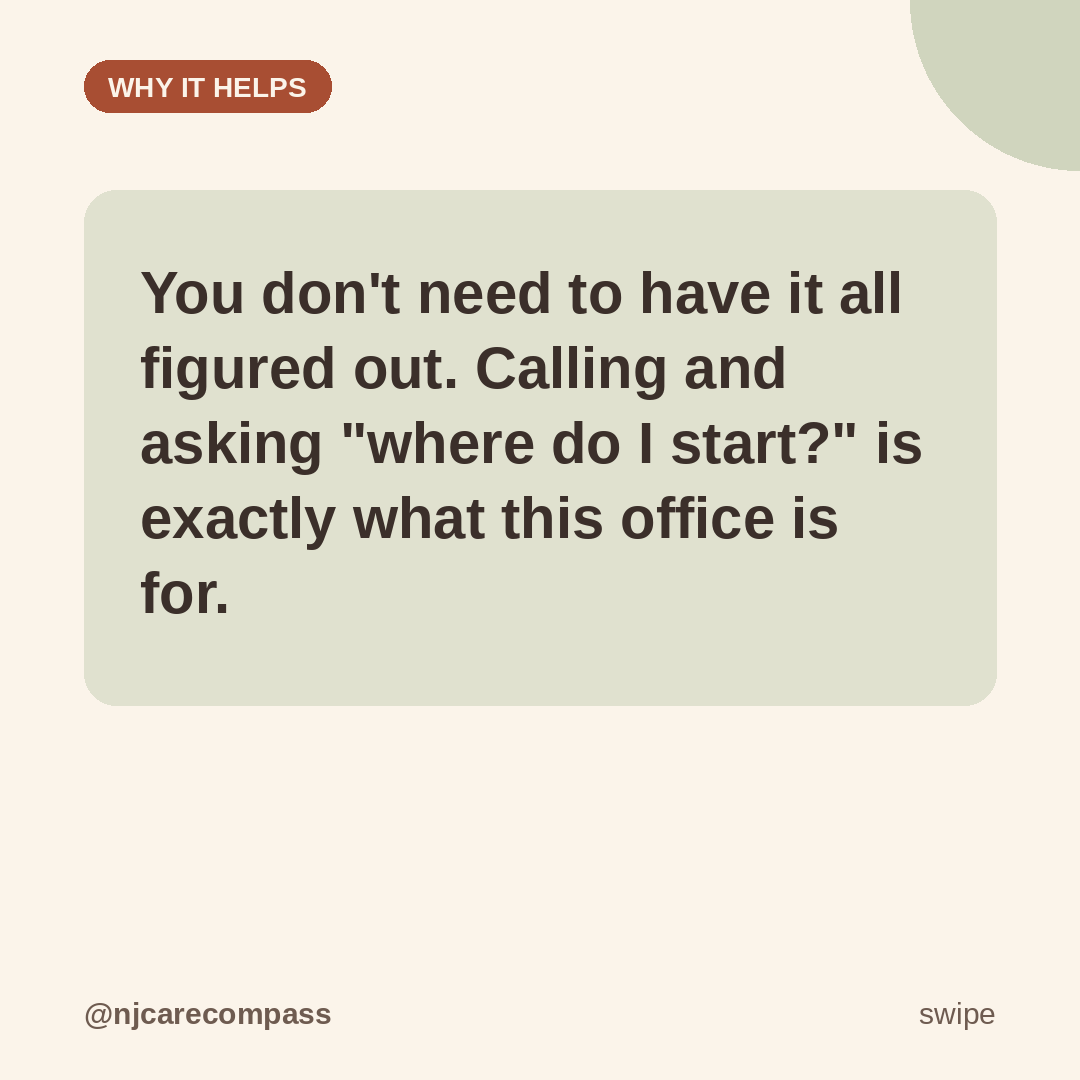 WHY IT HELPS
You don't need to have it all
figured out. Calling and
asking "where do I start?" is
exactly what this office is
for.
@njcarecompass
swipe